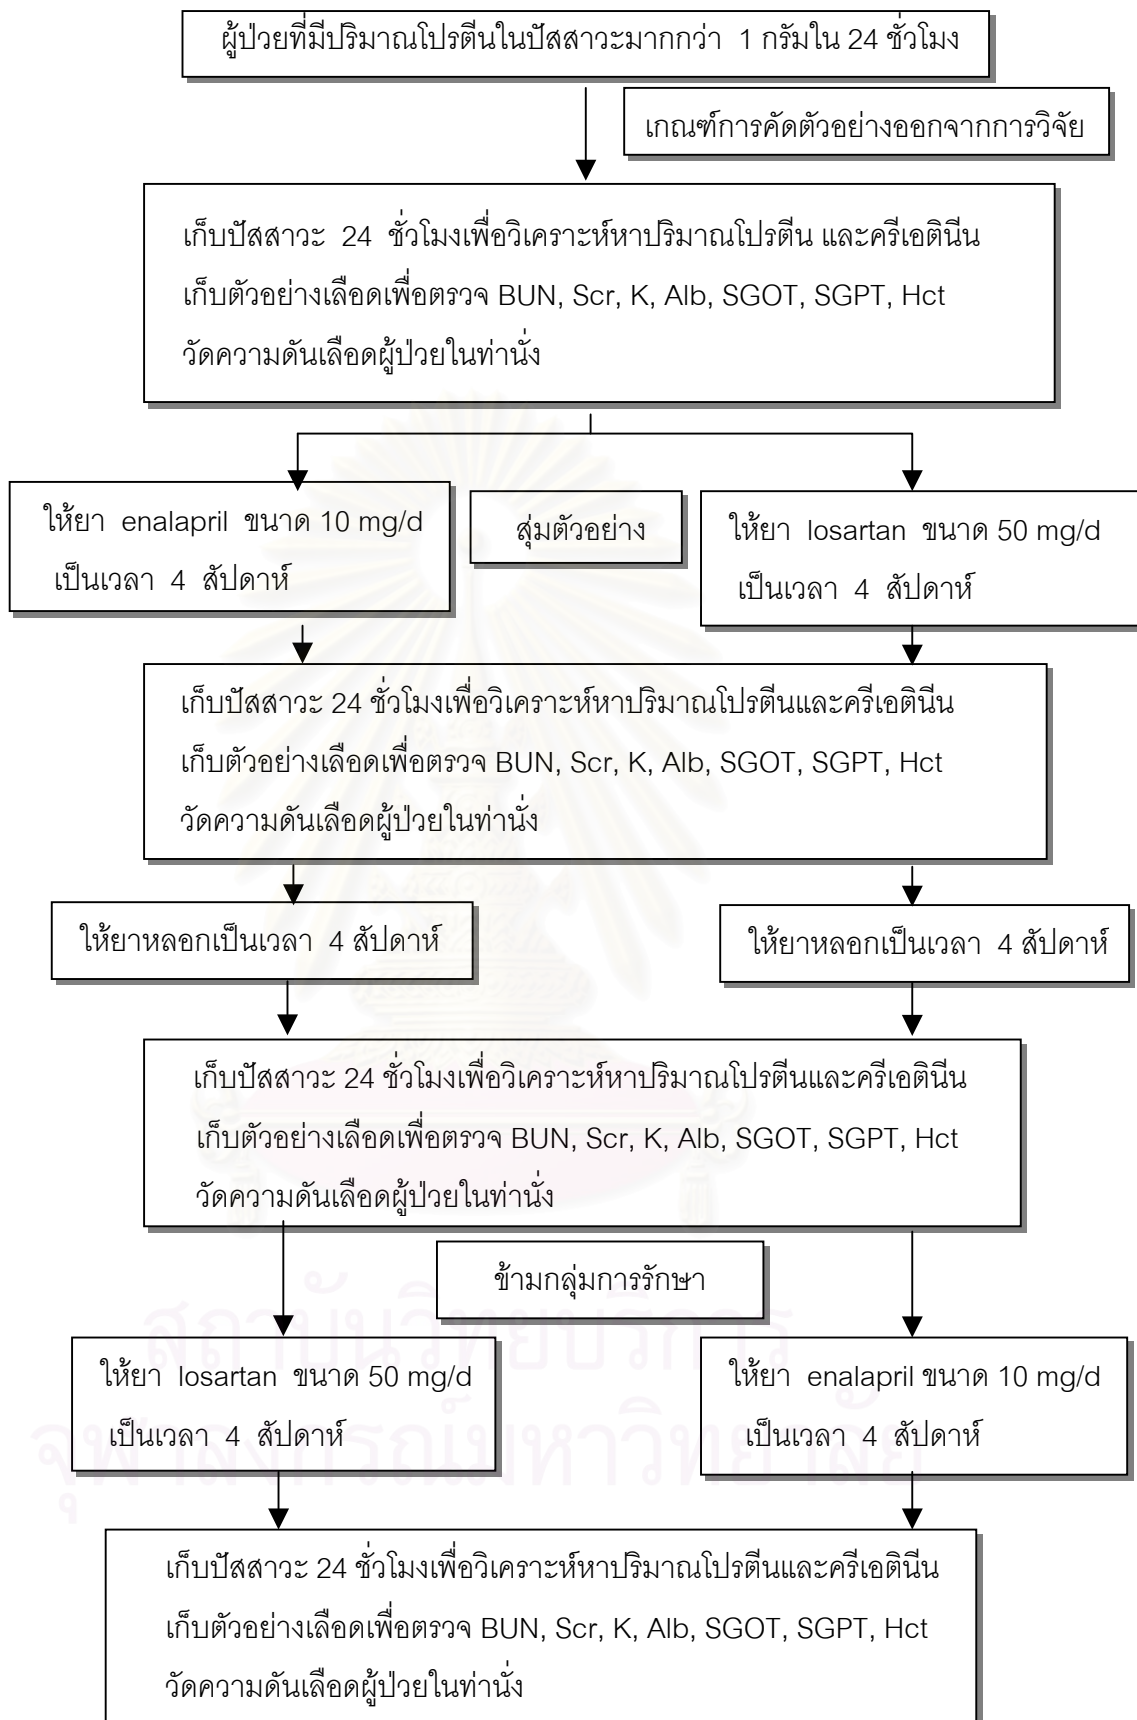 ผู้ป่วยที่มีปริมาณโปรตีนในปัสสาวะมากกว่า 1 กรัมใน 24 ชั่วโมง
เกณฑ์การคัดตัวอย่างออกจากการวิจัย
เก็บปัสสาวะ 24 ชั่วโมงเพื่อวิเคราะห์หาปริมาณโปรตีน และครีเอตินีน
เก็บตัวอย่างเลือดเพื่อตรวจ BUN, Scr, K, Alb, SGOT, SGPT, Hct
วัดความดันเลือดผู้ป่วยในท่านั่ง
ให้ยา enalapril ขนาด 10 mg/d
เป็นเวลา 4 สัปดาห์
สุ่มตัวอย่าง
ให้ยา losartan ขนาด 50 mg/d
เป็นเวลา 4 สัปดาห์
เก็บปัสสาวะ 24 ชั่วโมงเพื่อวิเคราะห์หาปริมาณโปรตีนและครีเอตินีน
เก็บตัวอย่างเลือดเพื่อตรวจ BUN, Scr, K, Alb, SGOT, SGPT, Hct
วัดความดันเลือดผู้ป่วยในท่านั่ง
ให้ยาหลอกเป็นเวลา 4 สัปดาห์
ให้ยาหลอกเป็นเวลา 4 สัปดาห์
เก็บปัสสาวะ 24 ชั่วโมงเพื่อวิเคราะห์หาปริมาณโปรตีนและครีเอตินีน
เก็บตัวอย่างเลือดเพื่อตรวจ BUN, Scr, K, Alb, SGOT, SGPT, Hct
วัดความดันเลือดผู้ป่วยในท่านั่ง
ข้ามกลุ่มการรักษา
สถาบันวิทยบริการ
จุฬาลงกรณ์มหาวิทยาลัย
ให้ยา losartan ขนาด 50 mg/d
เป็นเวลา 4 สัปดาห์
ให้ยา enalapril ขนาด 10 mg/d
เป็นเวลา 4 สัปดาห์
เก็บปัสสาวะ 24 ชั่วโมงเพื่อวิเคราะห์หาปริมาณโปรตีนและครีเอตินีน
เก็บตัวอย่างเลือดเพื่อตรวจ BUN, Scr, K, Alb, SGOT, SGPT, Hct
วัดความดันเลือดผู้ป่วยในท่านั่ง